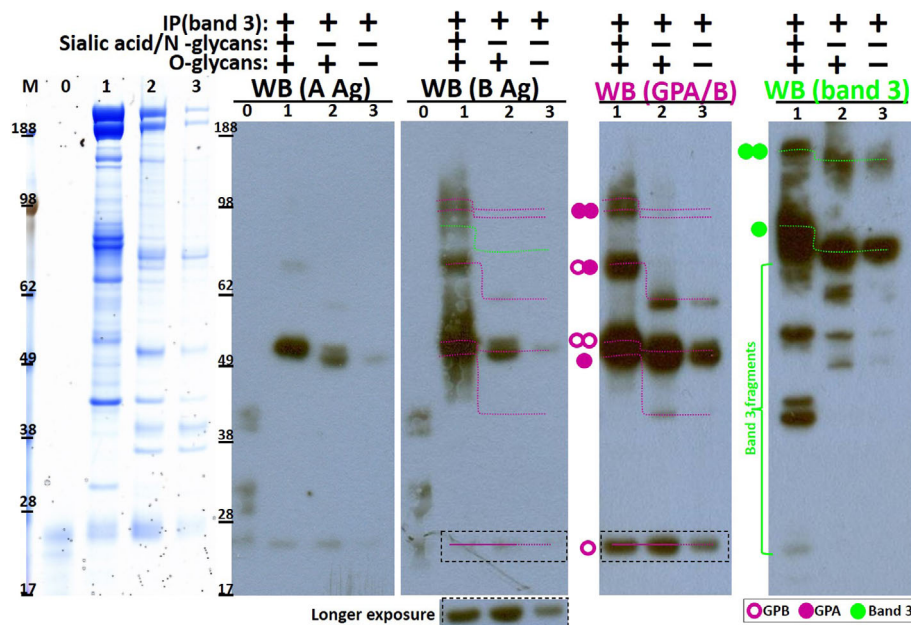 IP(band 3): + + + + + + + + + + + +
Sialic acid/N -glycans: + − − + − − + − − + − −
O-glycans: + + − + + − + + − + + −
M 0 1 2 3 WB (A Ag) WB (B Ag) WB (GPA/B) WB (band 3)
0 1 2 3 0 1 2 3 1 2 3 1 2 3
188 188
98 98
62 62
49 49
38 38
28 28
17 17
Band 3 fragments
Longer exposure
GPB GPA Band 3